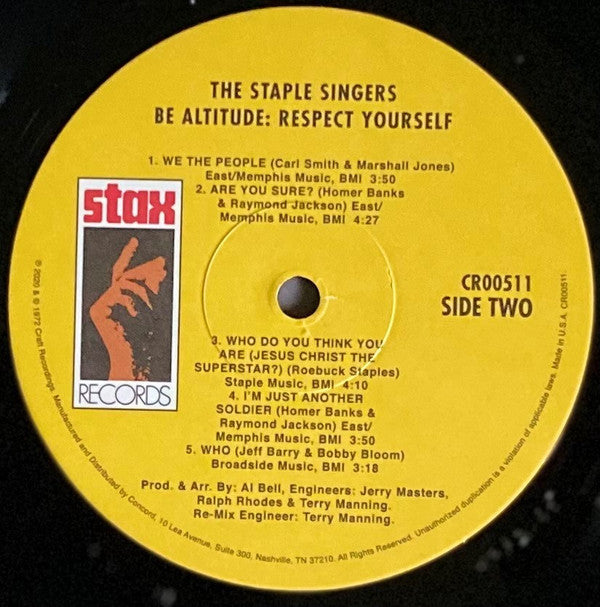 THE STAPLE SINGERS
BE ALTITUDE: RESPECT YOURSELF
1. WE THE PEOPLE (Carl Smith & Marshall Jones)
East/Memphis Music, BMI 3:50
2. ARE YOU SURE? (Homer Banks
& Raymond Jackson) East/
Memphis Music, BMI 4:27
stax
RECORDS
CR00511
SIDE TWO
3. WHO DO YOU THINK YOU
ARE (JESUS CHRIST THE
SUPERSTAR?) (Roebuck Staples)
Staple Music, BMI 4:10
4. I'M JUST ANOTHER
SOLDIER (Homer Banks &
Raymond Jackson) East/
Memphis Music, BMI 3:50
5. WHO (Jeff Barry & Bobby Bloom)
Broadside Music, BMI 3:18
Prod. & Arr. By: Al Bell, Engineers: Jerry Masters,
Ralph Rhodes & Terry Manning.
Re-Mix Engineer: Terry Manning.
℗ 2020 & © 1972 Craft Recordings. Manufactured and Distributed by Concord, 10 Lea Avenue, Suite 300, Nashville, TN 37210. All Rights Reserved. Unauthorized duplication is a violation of applicable laws. Made in U.S.A. CR00511.